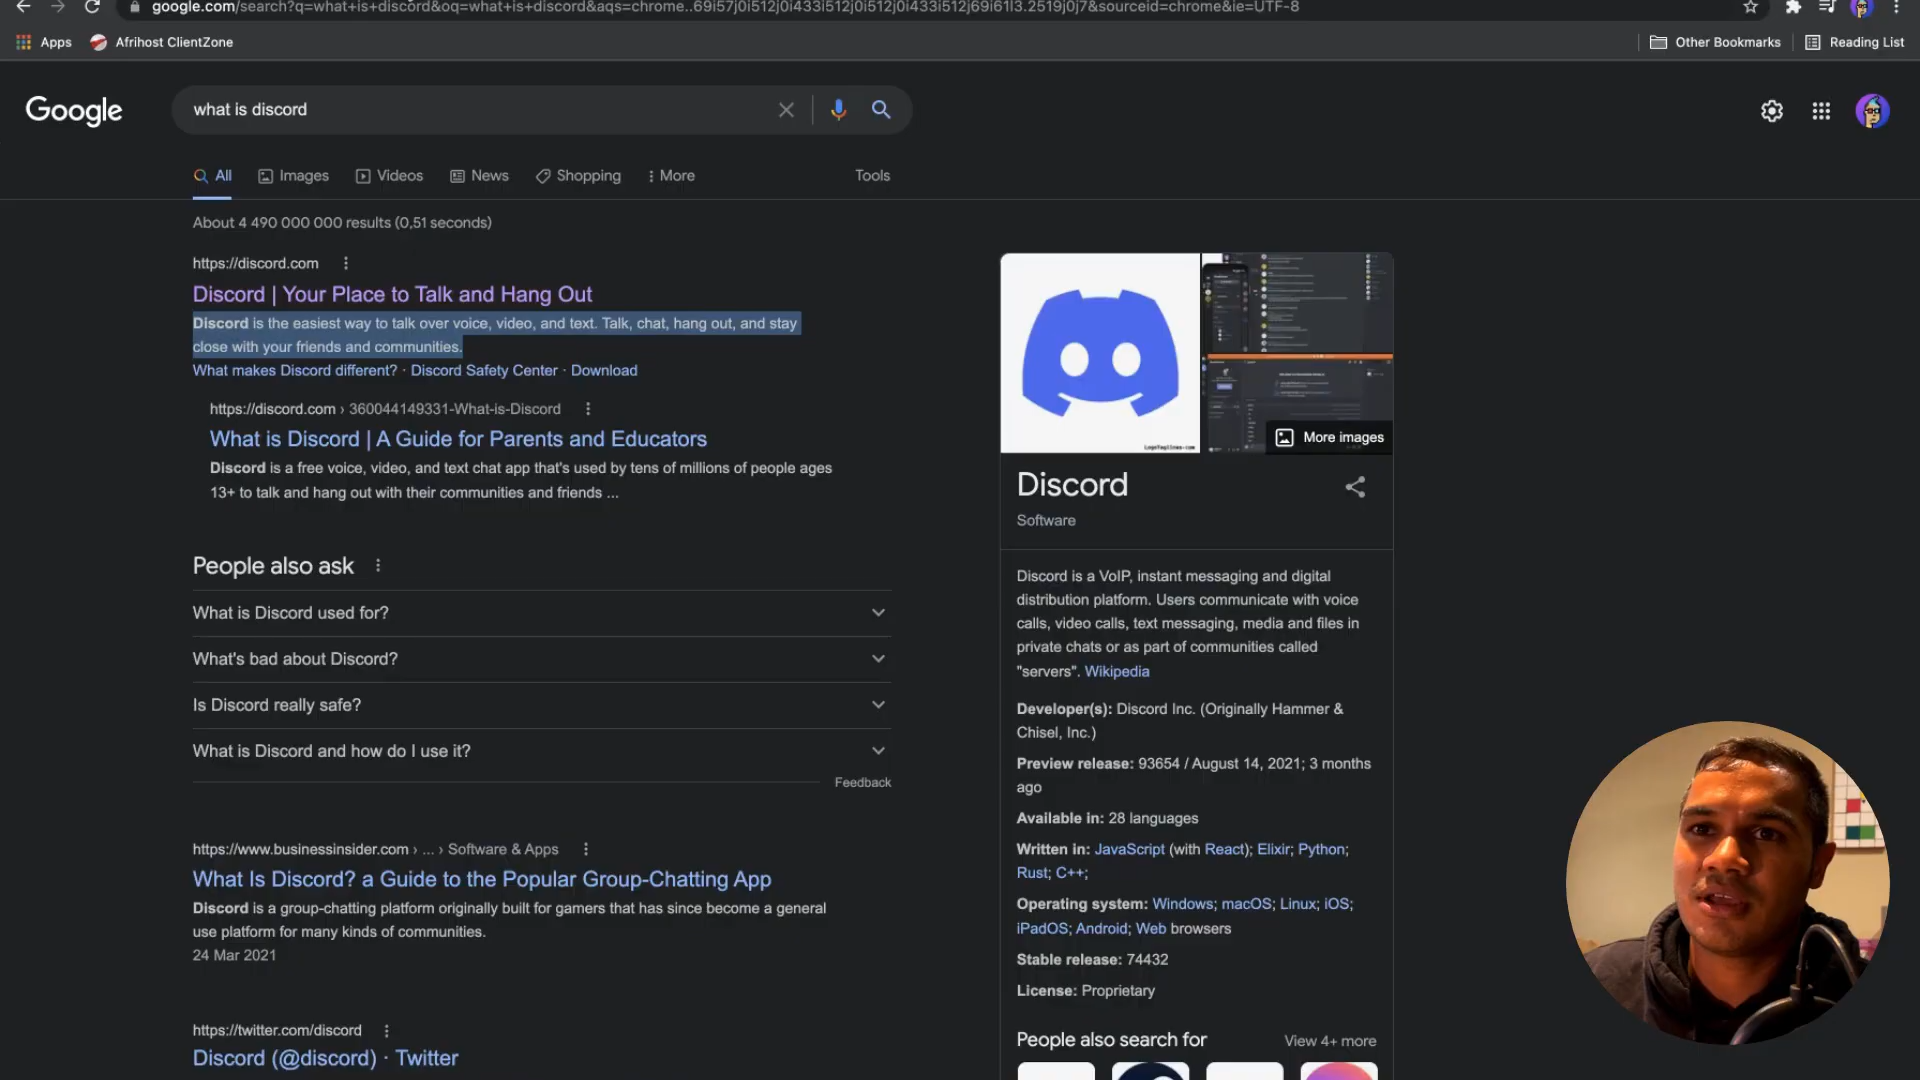 google.com/search?q=what+is+discord&oq=what+is+discord&aqs=chrome..69i57j0i512j0i433i512j0i512j0i433i512j69i61l3.2519j0j7&sourceid=chrome&ie=UTF-8
Apps Afrihost ClientZone Other Bookmarks Reading List
Google what is discord
All Images Videos News Shopping More Tools
About 4 490 000 000 results (0,51 seconds)
https://discord.com
Discord | Your Place to Talk and Hang Out
Discord is the easiest way to talk over voice, video, and text. Talk, chat, hang out, and stay
close with your friends and communities.
What makes Discord different? · Discord Safety Center · Download
https://discord.com › 360044149331-What-is-Discord
What is Discord | A Guide for Parents and Educators
Discord is a free voice, video, and text chat app that's used by tens of millions of people ages
13+ to talk and hang out with their communities and friends ...
People also ask
What is Discord used for?
What's bad about Discord?
Is Discord really safe?
What is Discord and how do I use it?
Feedback
https://www.businessinsider.com › ... › Software & Apps
What Is Discord? a Guide to the Popular Group-Chatting App
Discord is a group-chatting platform originally built for gamers that has since become a general
use platform for many kinds of communities.
24 Mar 2021
https://twitter.com/discord
Discord (@discord) · Twitter
More images
Discord
Software
Discord is a VoIP, instant messaging and digital
distribution platform. Users communicate with voice
calls, video calls, text messaging, media and files in
private chats or as part of communities called
"servers". Wikipedia
Developer(s): Discord Inc. (Originally Hammer &
Chisel, Inc.)
Preview release: 93654 / August 14, 2021; 3 months
ago
Available in: 28 languages
Written in: JavaScript (with React); Elixir; Python;
Rust; C++;
Operating system: Windows; macOS; Linux; iOS;
iPadOS; Android; Web browsers
Stable release: 74432
License: Proprietary
People also search for View 4+ more